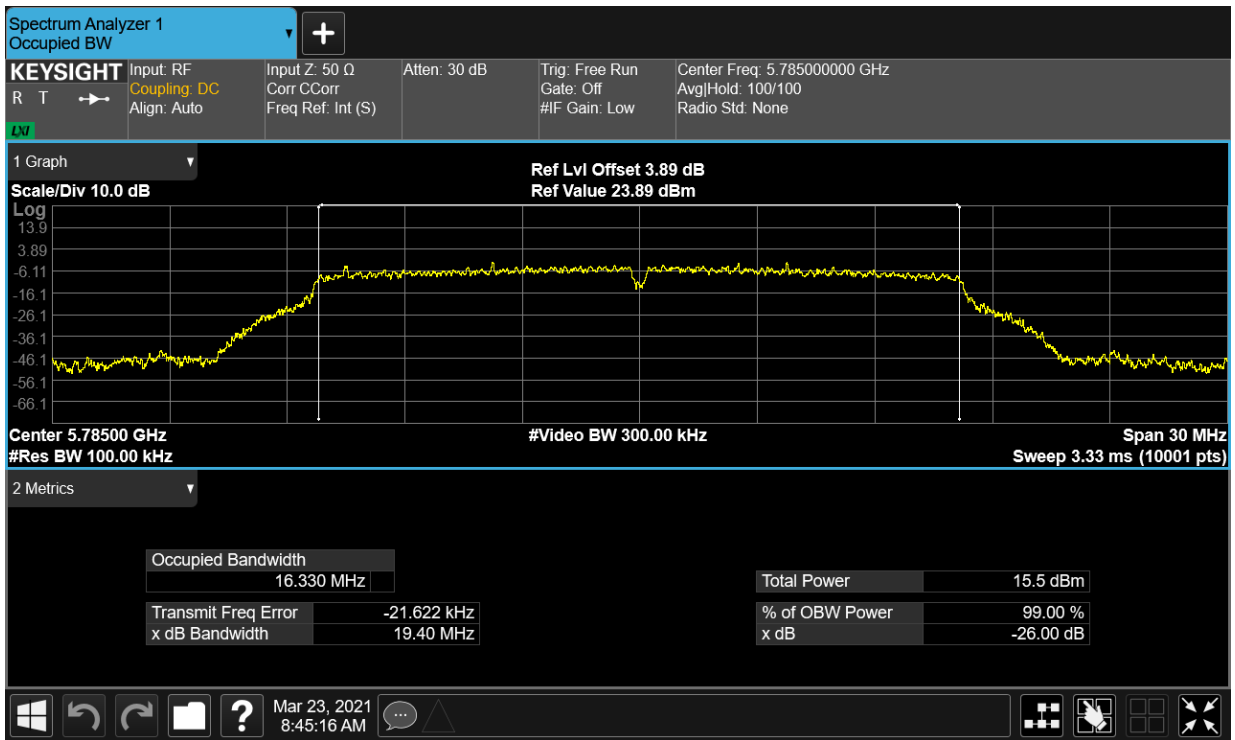 Spectrum Analyzer 1
Occupied BW
+
KEYSIGHT
R T
LXI
Input: RF
Coupling: DC
Align: Auto
Input Z: 50 Ω
Corr CCorr
Freq Ref: Int (S)
Atten: 30 dB
Trig: Free Run
Gate: Off
#IF Gain: Low
Center Freq: 5.785000000 GHz
Avg|Hold: 100/100
Radio Std: None
1 Graph
Scale/Div 10.0 dB
Ref Lvl Offset 3.89 dB
Ref Value 23.89 dBm
Log
13.9
3.89
-6.11
-16.1
-26.1
-36.1
-46.1
-56.1
-66.1
Center 5.78500 GHz
#Video BW 300.00 kHz
Span 30 MHz
#Res BW 100.00 kHz
Sweep 3.33 ms (10001 pts)
2 Metrics
Occupied Bandwidth
16.330 MHz
Transmit Freq Error -21.622 kHz
x dB Bandwidth 19.40 MHz
Total Power 15.5 dBm
% of OBW Power 99.00 %
x dB -26.00 dB
?
Mar 23, 2021
8:45:16 AM